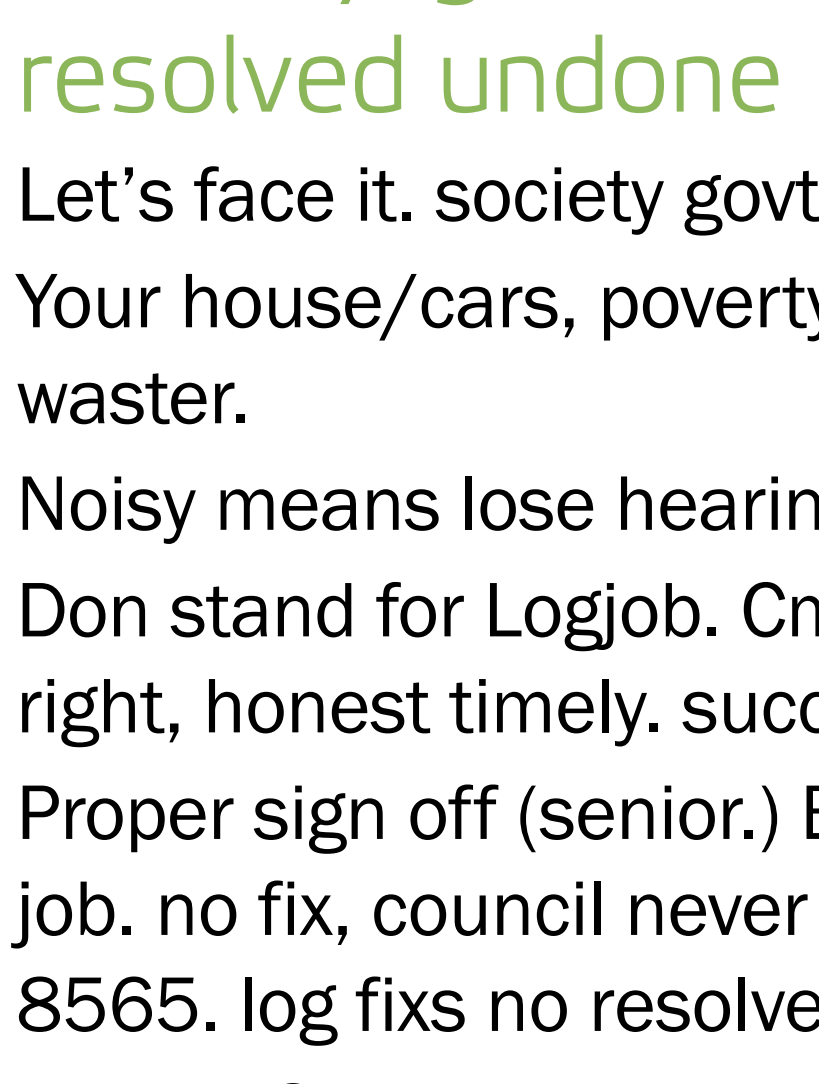 resolved undone
Let’s face it. society govt
Your house/cars, poverty
waster.
Noisy means lose hearin
Don stand for Logjob. Cm
right, honest timely. succ
Proper sign off (senior.)
job. no fix, council never
8565. log fixs no resolve